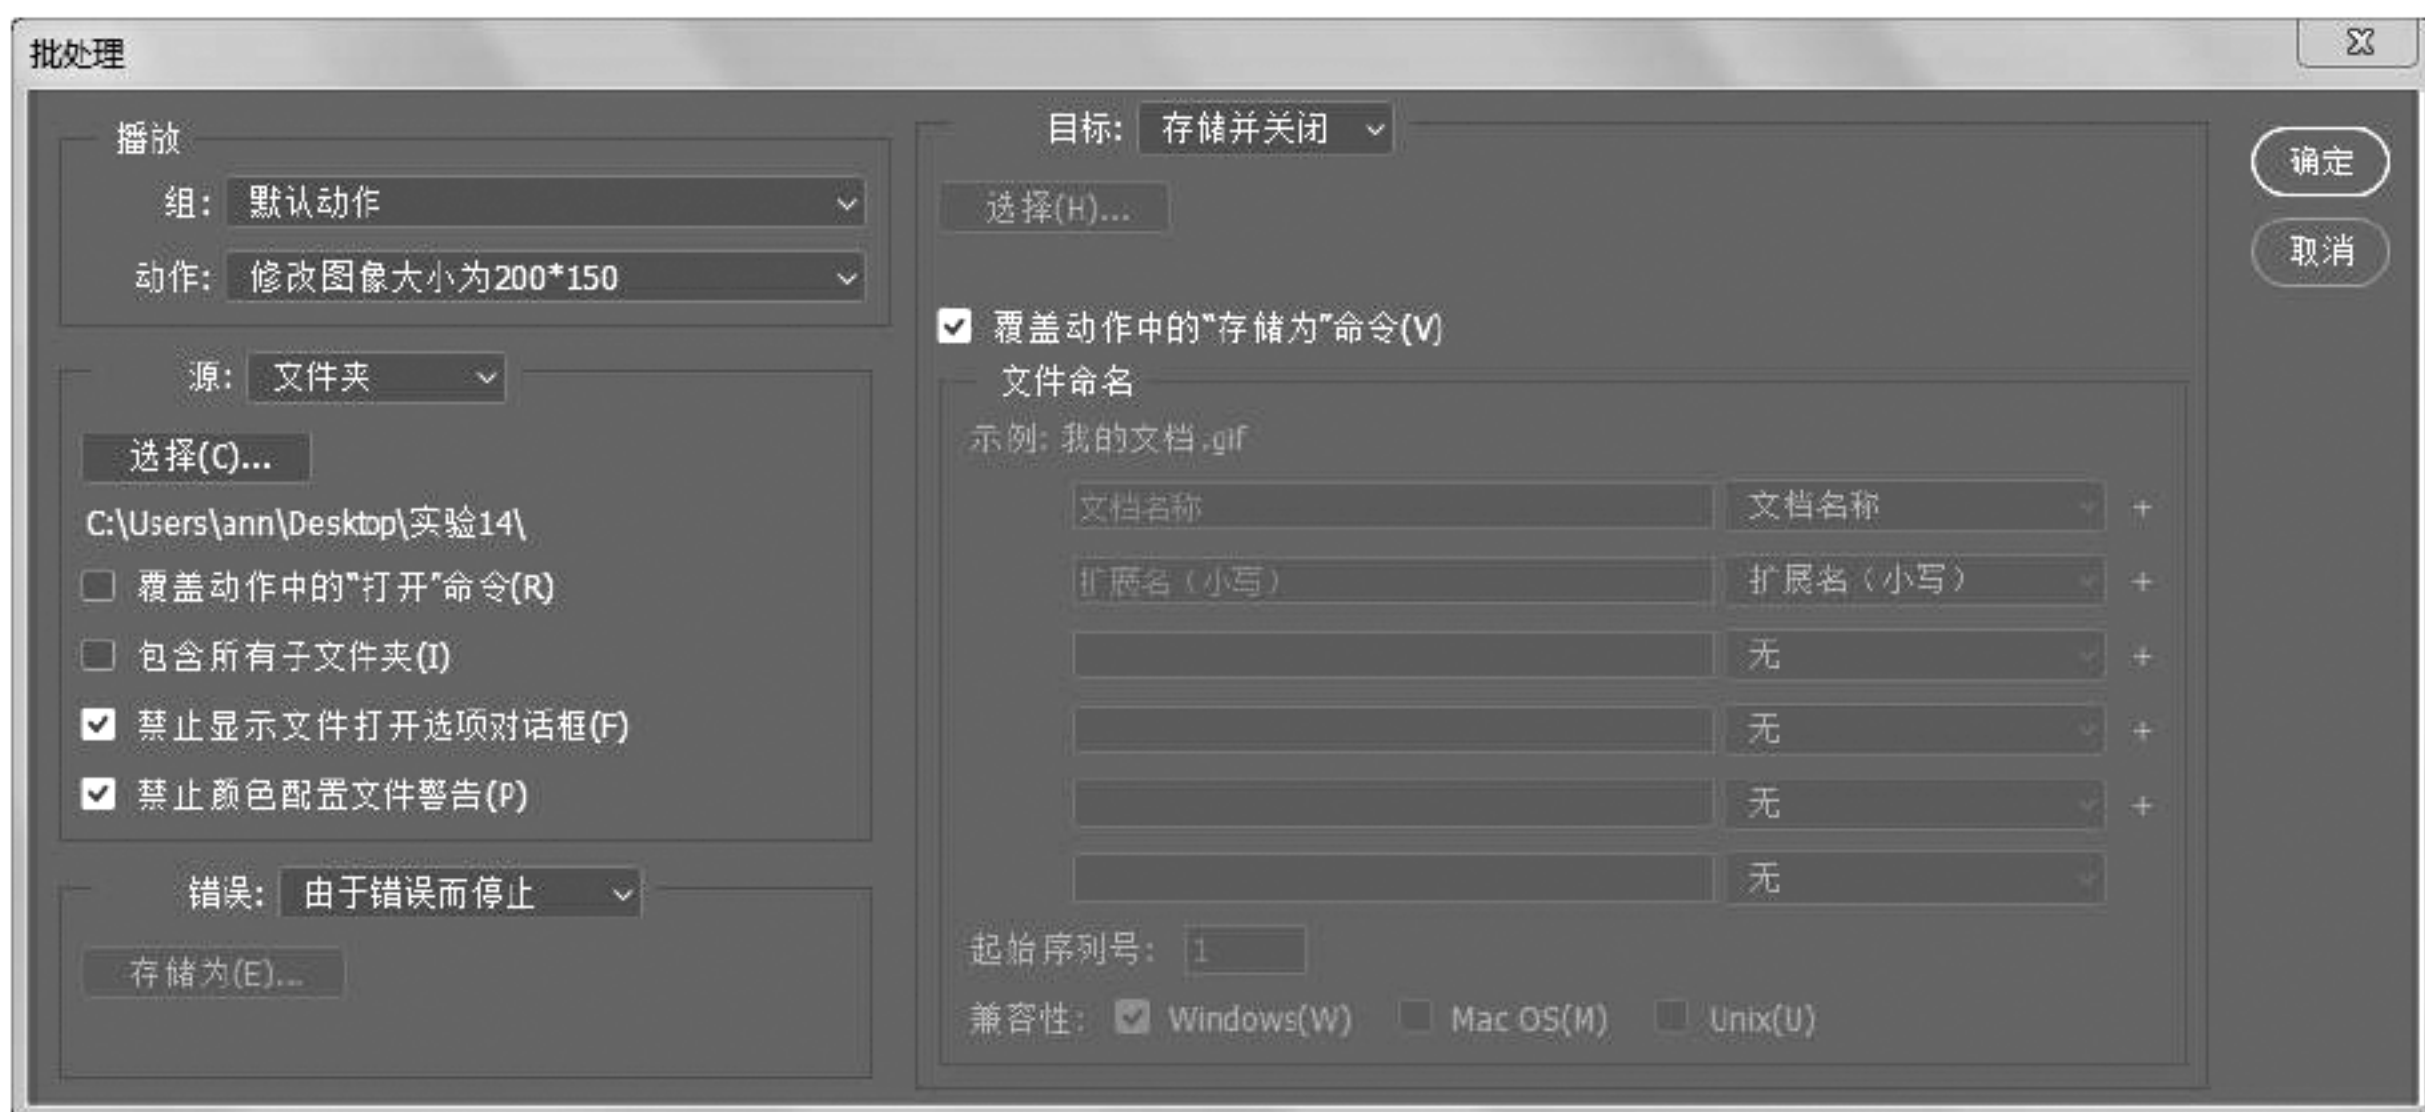 批处理
播放
组: 默认动作
动作: 修改图像大小为200*150
源: 文件夹
选择(C)...
C:\Users\ann\Desktop\实验14\
覆盖动作中的"打开"命令(R)
包含所有子文件夹(I)
禁止显示文件打开选项对话框(F)
禁止颜色配置文件警告(P)
错误: 由于错误而停止
存储为(E)...
目标: 存储并关闭
选择(H)...
覆盖动作中的"存储为"命令(V)
文件命名
示例: 我的文档.gif
文档名称 文档名称 +
扩展名（小写） 扩展名（小写） +
无 +
无 +
无 +
无
起始序列号: 1
兼容性: Windows(W) Mac OS(M) Unix(U)
确定
取消